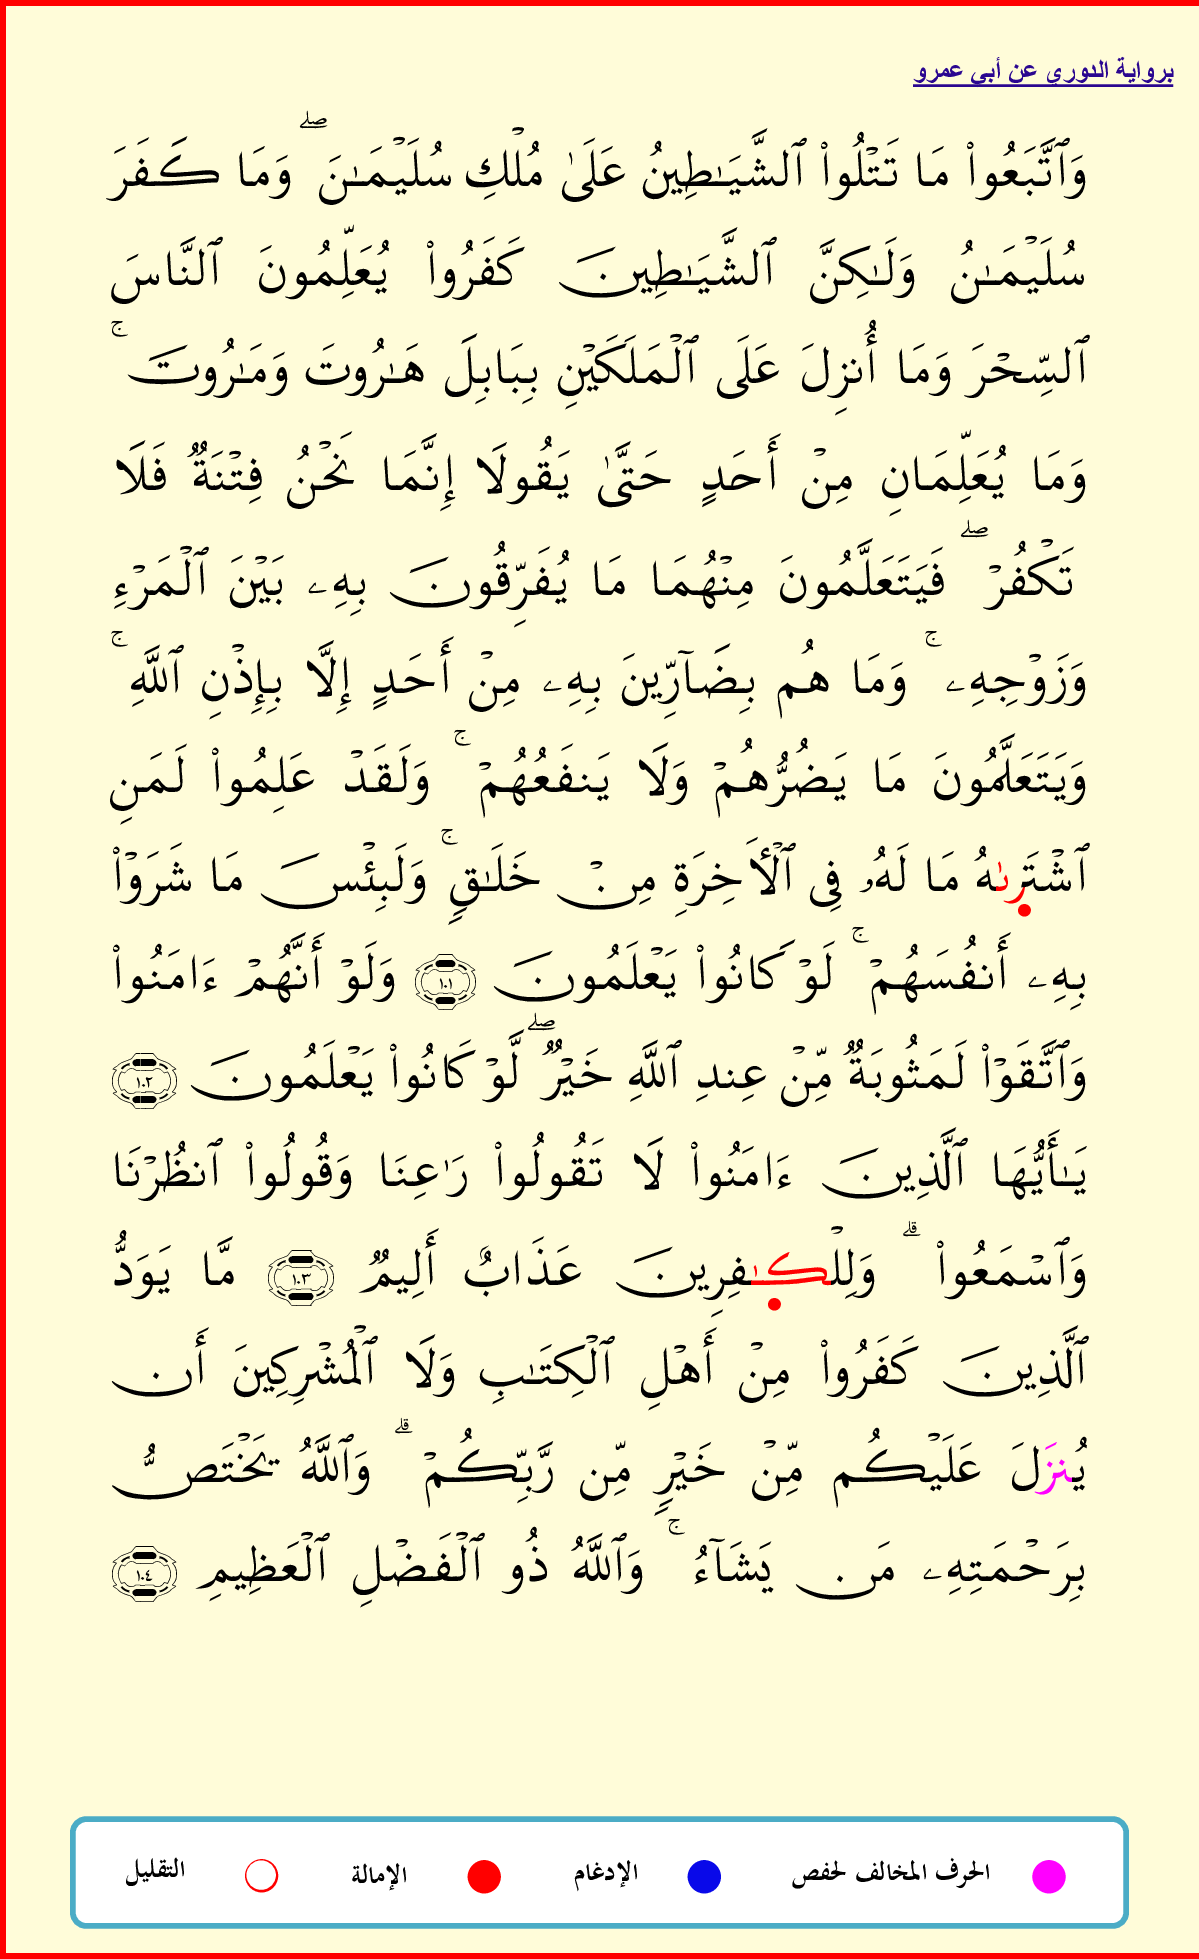 برواية الدوري عن أبي عمرو
وَٱتَّبَعُواْ مَا تَتْلُواْ ٱلشَّيَـٰطِينُ عَلَىٰ مُلْكِ سُلَيْمَـٰنَ ۖ وَمَا كَفَرَ
سُلَيْمَـٰنُ وَلَـٰكِنَّ ٱلشَّيَـٰطِينَ كَفَرُواْ يُعَلِّمُونَ ٱلنَّاسَ
ٱلسِّحْرَ وَمَا أُنزِلَ عَلَى ٱلْمَلَكَيْنِ بِبَابِلَ هَـٰرُوتَ وَمَـٰرُوتَ ۚ
وَمَا يُعَلِّمَانِ مِنْ أَحَدٍ حَتَّىٰ يَقُولَا إِنَّمَا نَحْنُ فِتْنَةٌ فَلَا
تَكْفُرْ ۖ فَيَتَعَلَّمُونَ مِنْهُمَا مَا يُفَرِّقُونَ بِهِۦ بَيْنَ ٱلْمَرْءِ
وَزَوْجِهِۦ ۚ وَمَا هُم بِضَآرِّينَ بِهِۦ مِنْ أَحَدٍ إِلَّا بِإِذْنِ ٱللَّهِ ۚ
وَيَتَعَلَّمُونَ مَا يَضُرُّهُمْ وَلَا يَنفَعُهُمْ ۚ وَلَقَدْ عَلِمُواْ لَمَنِ
ٱشْتَرِىٰهُ مَا لَهُۥ فِى ٱلْأَخِرَةِ مِنْ خَلَـٰقٍ ۚ وَلَبِئْسَ مَا شَرَوْاْ
بِهِۦ أَنفُسَهُمْ ۚ لَوْ كَانُواْ يَعْلَمُونَ ١٠١ وَلَوْ أَنَّهُمْ ءَامَنُواْ
وَٱتَّقَوْاْ لَمَثُوبَةٌ مِّنْ عِندِ ٱللَّهِ خَيْرٌ ۖ لَّوْ كَانُواْ يَعْلَمُونَ ١٠٢
يَـٰأَيُّهَا ٱلَّذِينَ ءَامَنُواْ لَا تَقُولُواْ رَٰعِنَا وَقُولُواْ ٱنظُرْنَا
وَٱسْمَعُواْ ۗ وَلِلْكَـٰفِرِينَ عَذَابٌ أَلِيمٌ ١٠٣ مَّا يَوَدُّ
ٱلَّذِينَ كَفَرُواْ مِنْ أَهْلِ ٱلْكِتَـٰبِ وَلَا ٱلْمُشْرِكِينَ أَن
يُنزَلَ عَلَيْكُم مِّنْ خَيْرٍ مِّن رَّبِّكُمْ ۗ وَٱللَّهُ يَخْتَصُّ
بِرَحْمَتِهِۦ مَن يَشَآءُ ۚ وَٱللَّهُ ذُو ٱلْفَضْلِ ٱلْعَظِيمِ ١٠٤
الحرف المخالف لحفص الإدغام الإمالة التقليل